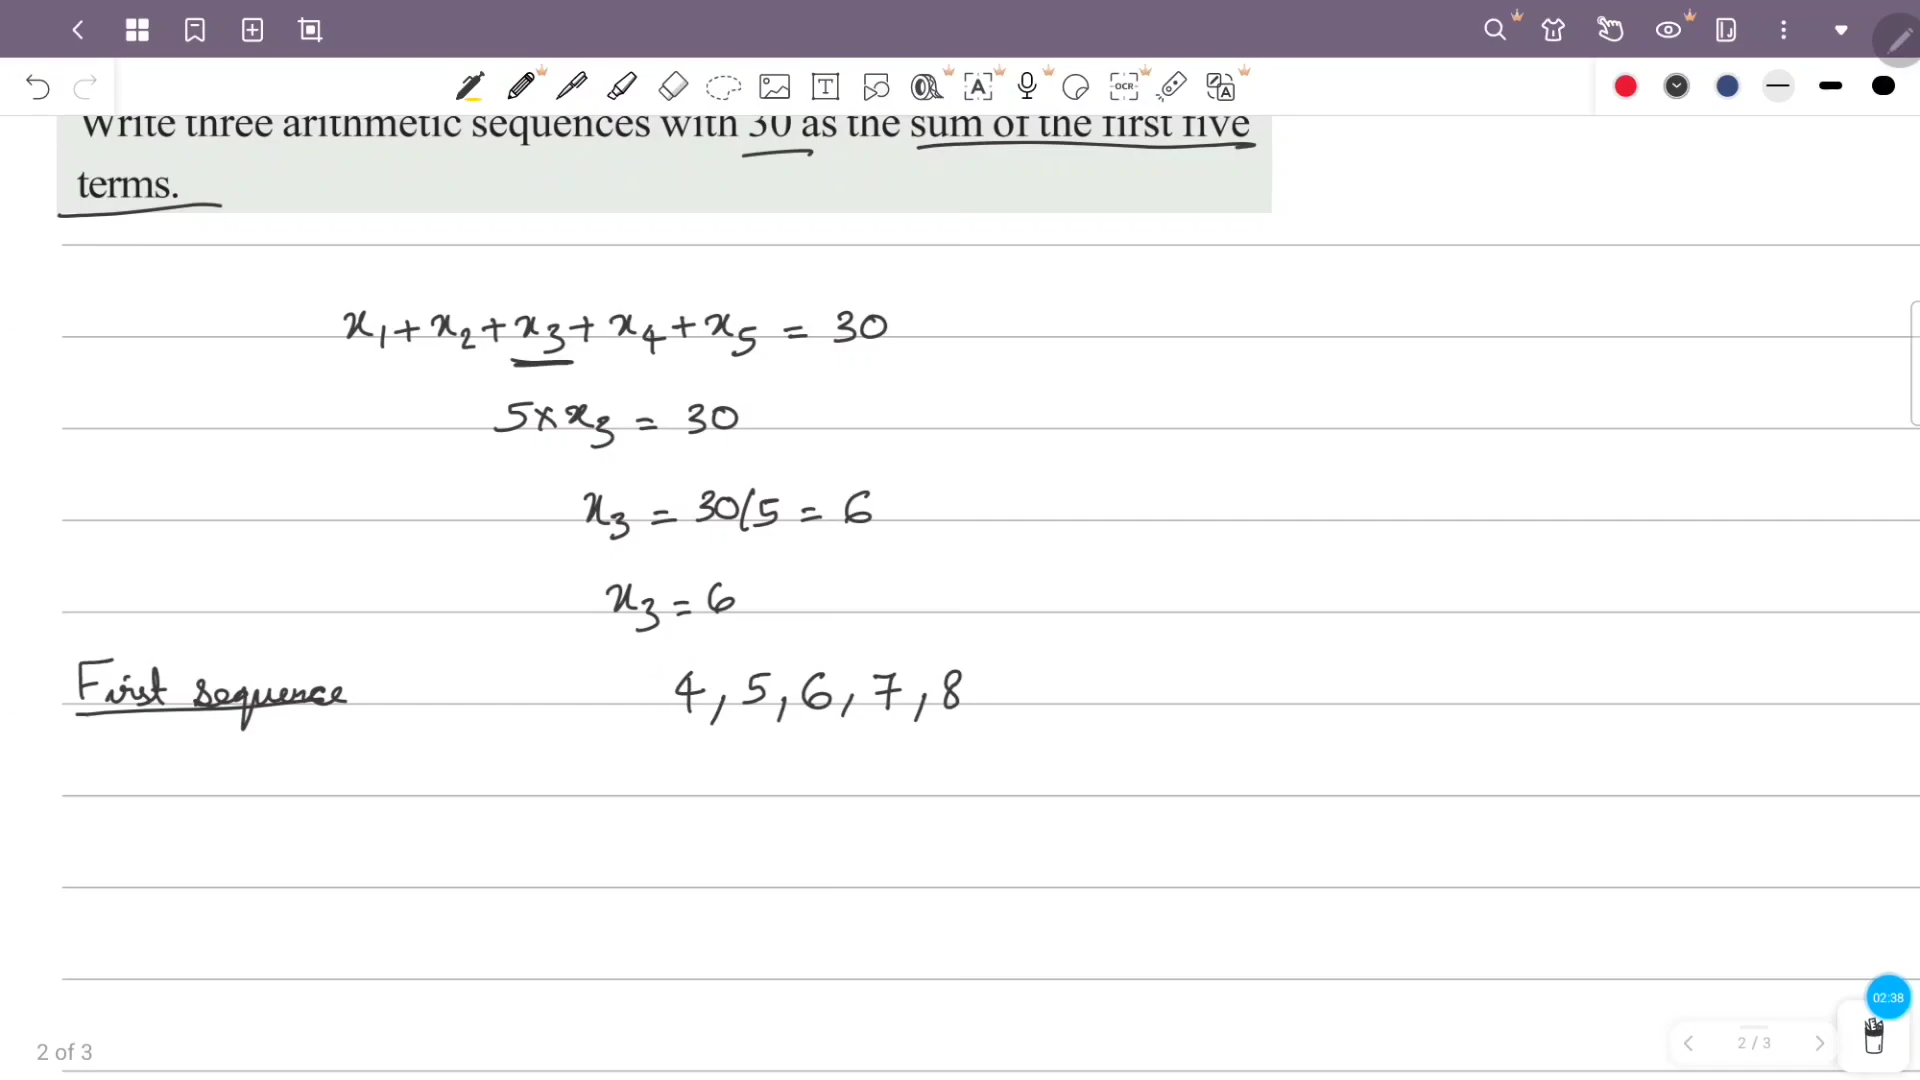 OCR
Write three arithmetic sequences with 30 as the sum of the first five
terms.
x₁+x₂+x₃+x₄+x₅ = 30
5×x₃ = 30
x₃ = 30/5 = 6
x₃ = 6
First sequence 4, 5, 6, 7, 8
02:38
2 of 3
2 / 3